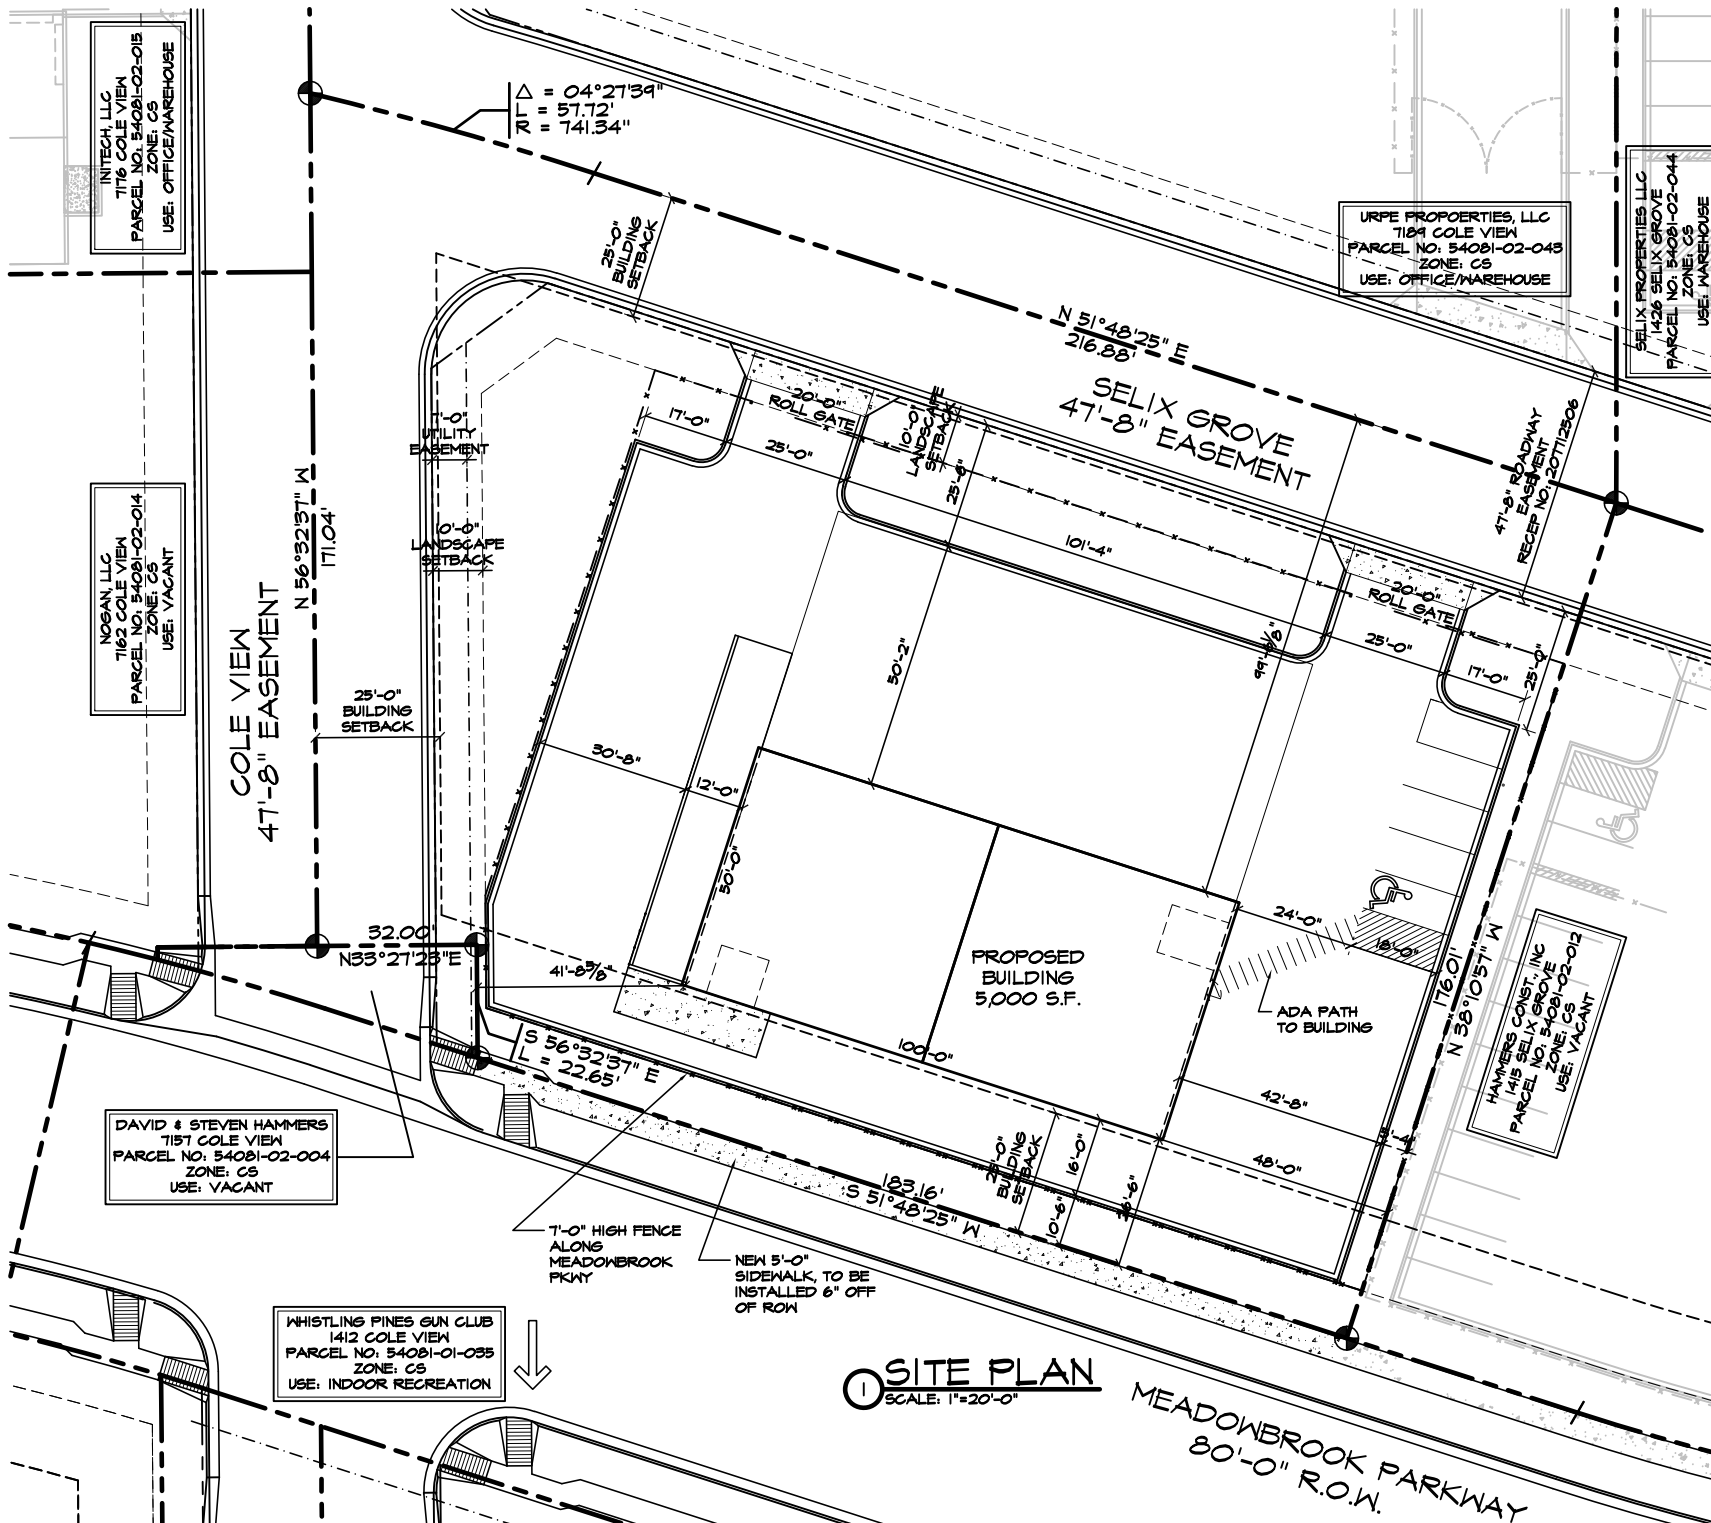 INITECH, LLC
7176 COLE VIEW
PARCEL NO: 54081-02-015
ZONE: CS
USE: OFFICE/WAREHOUSE
Δ = 04°27'39"
L = 57.72'
R = 741.34"
25'-0"
BUILDING
SETBACK
URPE PROPOERTIES, LLC
7189 COLE VIEW
PARCEL NO: 54081-02-043
ZONE: CS
USE: OFFICE/WAREHOUSE
SELIX PROPERTIES LLC
1426 SELIX GROVE
PARCEL NO: 54081-02-044
ZONE: CS
USE: WAREHOUSE
N 51°48'25" E
216.88'
SELIX GROVE
47'-8" EASEMENT
47'-8" ROADWAY
EASEMENT
RECEP NO: 207712506
7'-0"
UTILITY
EASEMENT
10'-0"
LANDSCAPE
SETBACK
17'-0"
20'-0"
ROLL GATE
25'-0"
10'-0"
LANDSCAPE
SETBACK
25'-8"
101'-4"
20'-0"
ROLL GATE
25'-0"
17'-0"
25'-0"
NOGAN, LLC
7162 COLE VIEW
PARCEL NO: 54081-02-014
ZONE: CS
USE: VACANT
N 56°32'37" W
171.04'
COLE VIEW
47'-8" EASEMENT
25'-0"
BUILDING
SETBACK
30'-8"
12'-0"
50'-0"
50'-2"
24'-0"
18'-0"
PROPOSED
BUILDING
5,000 S.F.
ADA PATH
TO BUILDING
N 38°10'57" W
176.01'
HAMMERS CONST., INC
1415 SELIX GROVE
PARCEL NO: 54081-02-012
ZONE: CS
USE: VACANT
32.00'
N33°27'23"E
41'-8⅝"
S 56°32'37" E
L = 22.65'
100'-0"
42'-8"
48'-0"
25'-0"
BUILDING
SETBACK
16'-0"
10'-6"
183.16'
S 51°48'25" W
DAVID & STEVEN HAMMERS
7157 COLE VIEW
PARCEL NO: 54081-02-004
ZONE: CS
USE: VACANT
7'-0" HIGH FENCE
ALONG
MEADOWBROOK
PKWY
NEW 5'-0"
SIDEWALK, TO BE
INSTALLED 6" OFF
OF ROW
WHISTLING PINES GUN CLUB
1412 COLE VIEW
PARCEL NO: 54081-01-035
ZONE: CS
USE: INDOOR RECREATION
1
SITE PLAN
SCALE: 1"=20'-0"
MEADOWBROOK PARKWAY
80'-0" R.O.W.